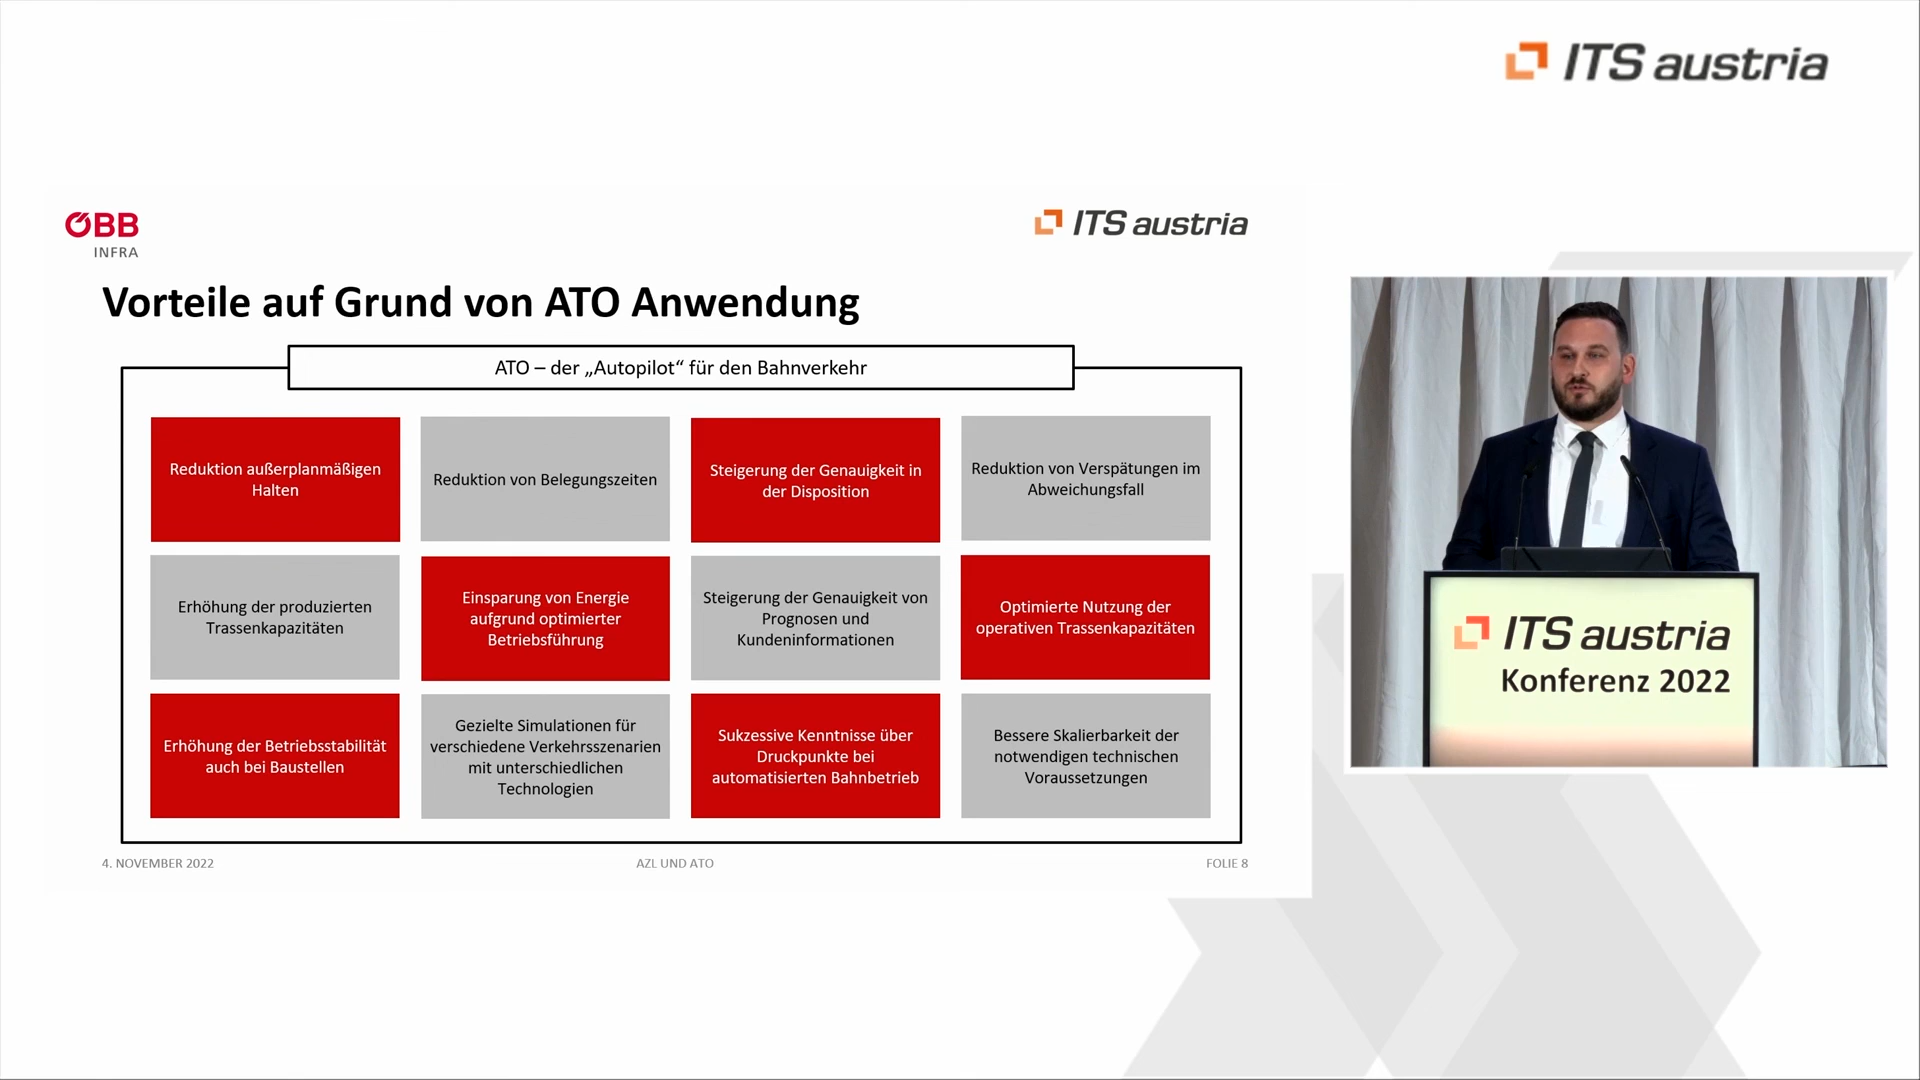 ITS austria
ÖBB
INFRA
ITS austria
Vorteile auf Grund von ATO Anwendung
ATO – der „Autopilot“ für den Bahnverkehr
Reduktion außerplanmäßigen
Halten
Reduktion von Belegungszeiten
Steigerung der Genauigkeit in
der Disposition
Reduktion von Verspätungen im
Abweichungsfall
Erhöhung der produzierten
Trassenkapazitäten
Einsparung von Energie
aufgrund optimierter
Betriebsführung
Steigerung der Genauigkeit von
Prognosen und
Kundeninformationen
Optimierte Nutzung der
operativen Trassenkapazitäten
Erhöhung der Betriebsstabilität
auch bei Baustellen
Gezielte Simulationen für
verschiedene Verkehrsszenarien
mit unterschiedlichen
Technologien
Sukzessive Kenntnisse über
Druckpunkte bei
automatisierten Bahnbetrieb
Bessere Skalierbarkeit der
notwendigen technischen
Voraussetzungen
4. NOVEMBER 2022
AZL UND ATO
FOLIE 8
ITS austria
Konferenz 2022